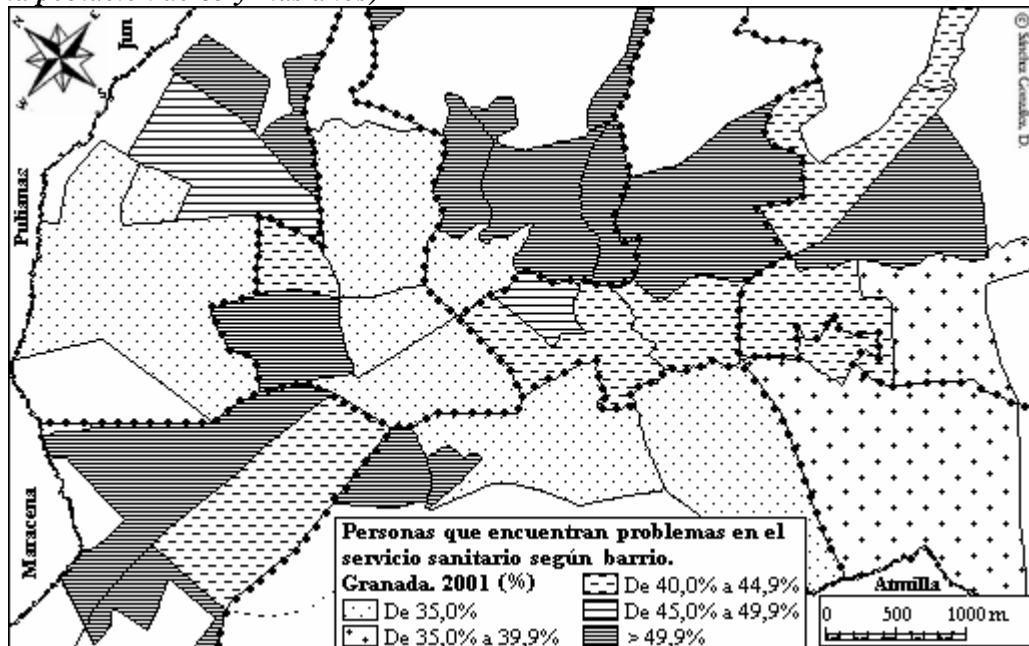 Jun
© Sánchez González, D.
Pulianas
Maracena
Armilla
Personas que encuentran problemas en el
servicio sanitario según barrio.
Granada. 2001 (%)
De 35,0%
De 35,0% a 39,9%
De 40,0% a 44,9%
De 45,0% a 49,9%
> 49,9%
0 500 1000 m.
N
E
S
W